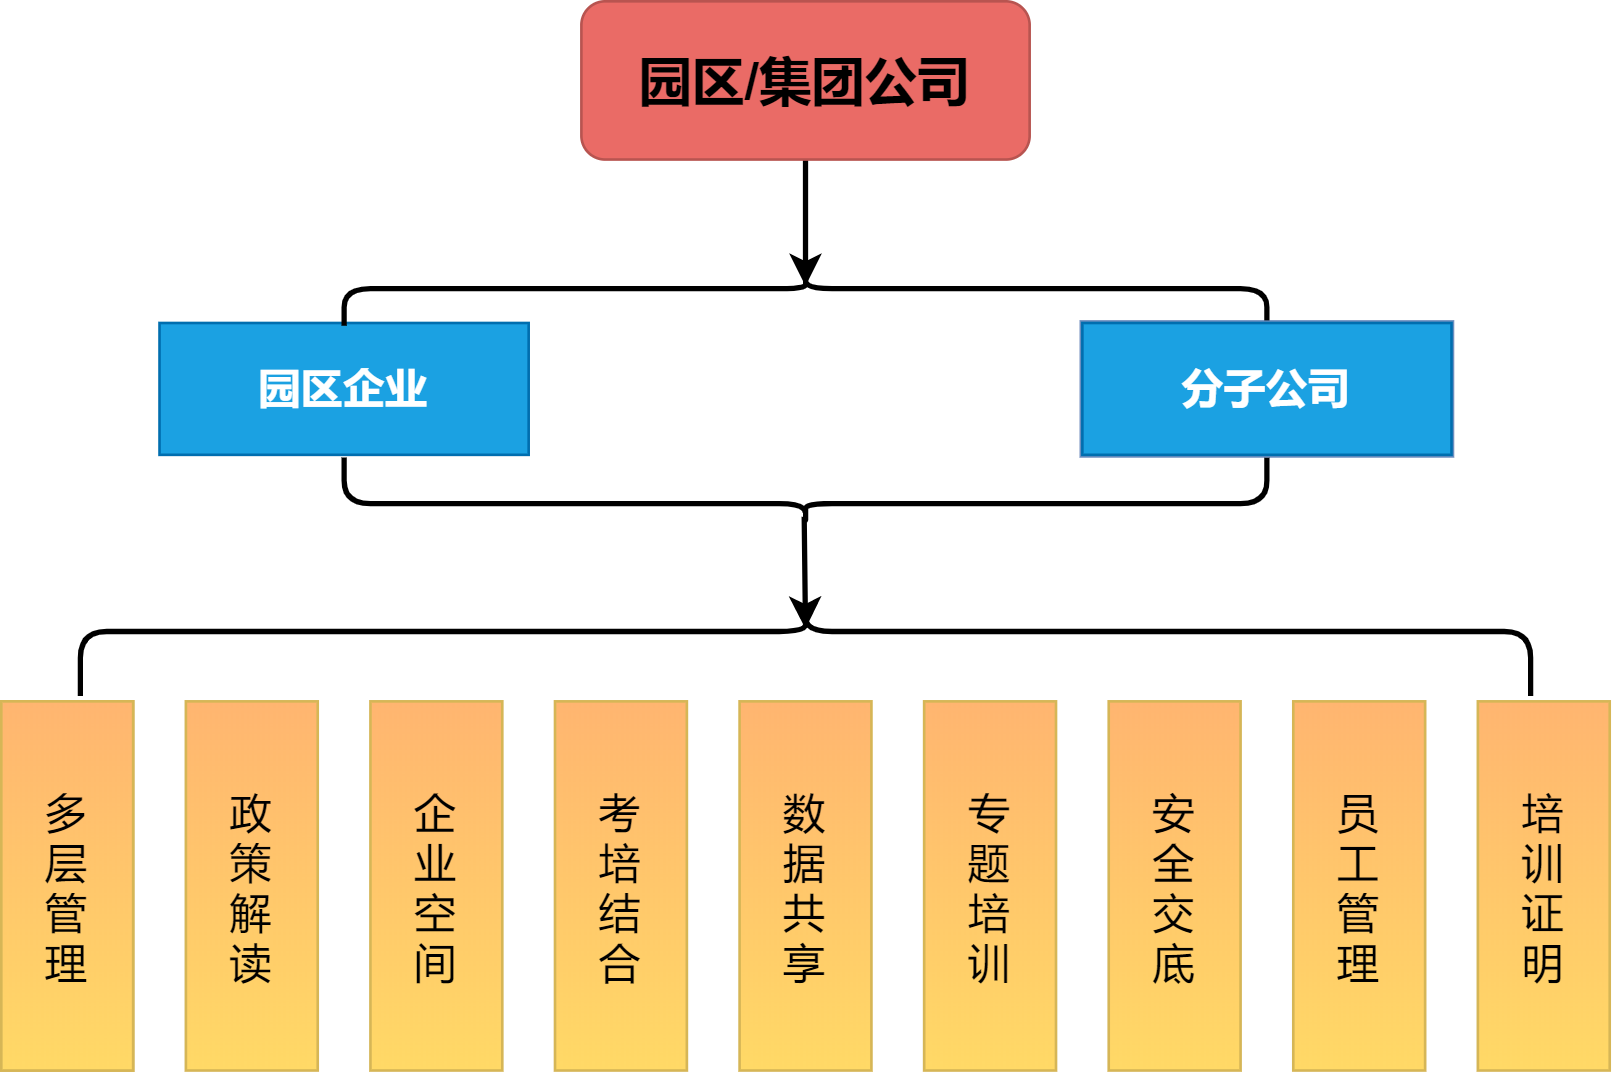 园区/集团公司
园区企业
分子公司
多层管理
政策解读
企业空间
考培结合
数据共享
专题培训
安全交底
员工管理
培训证明